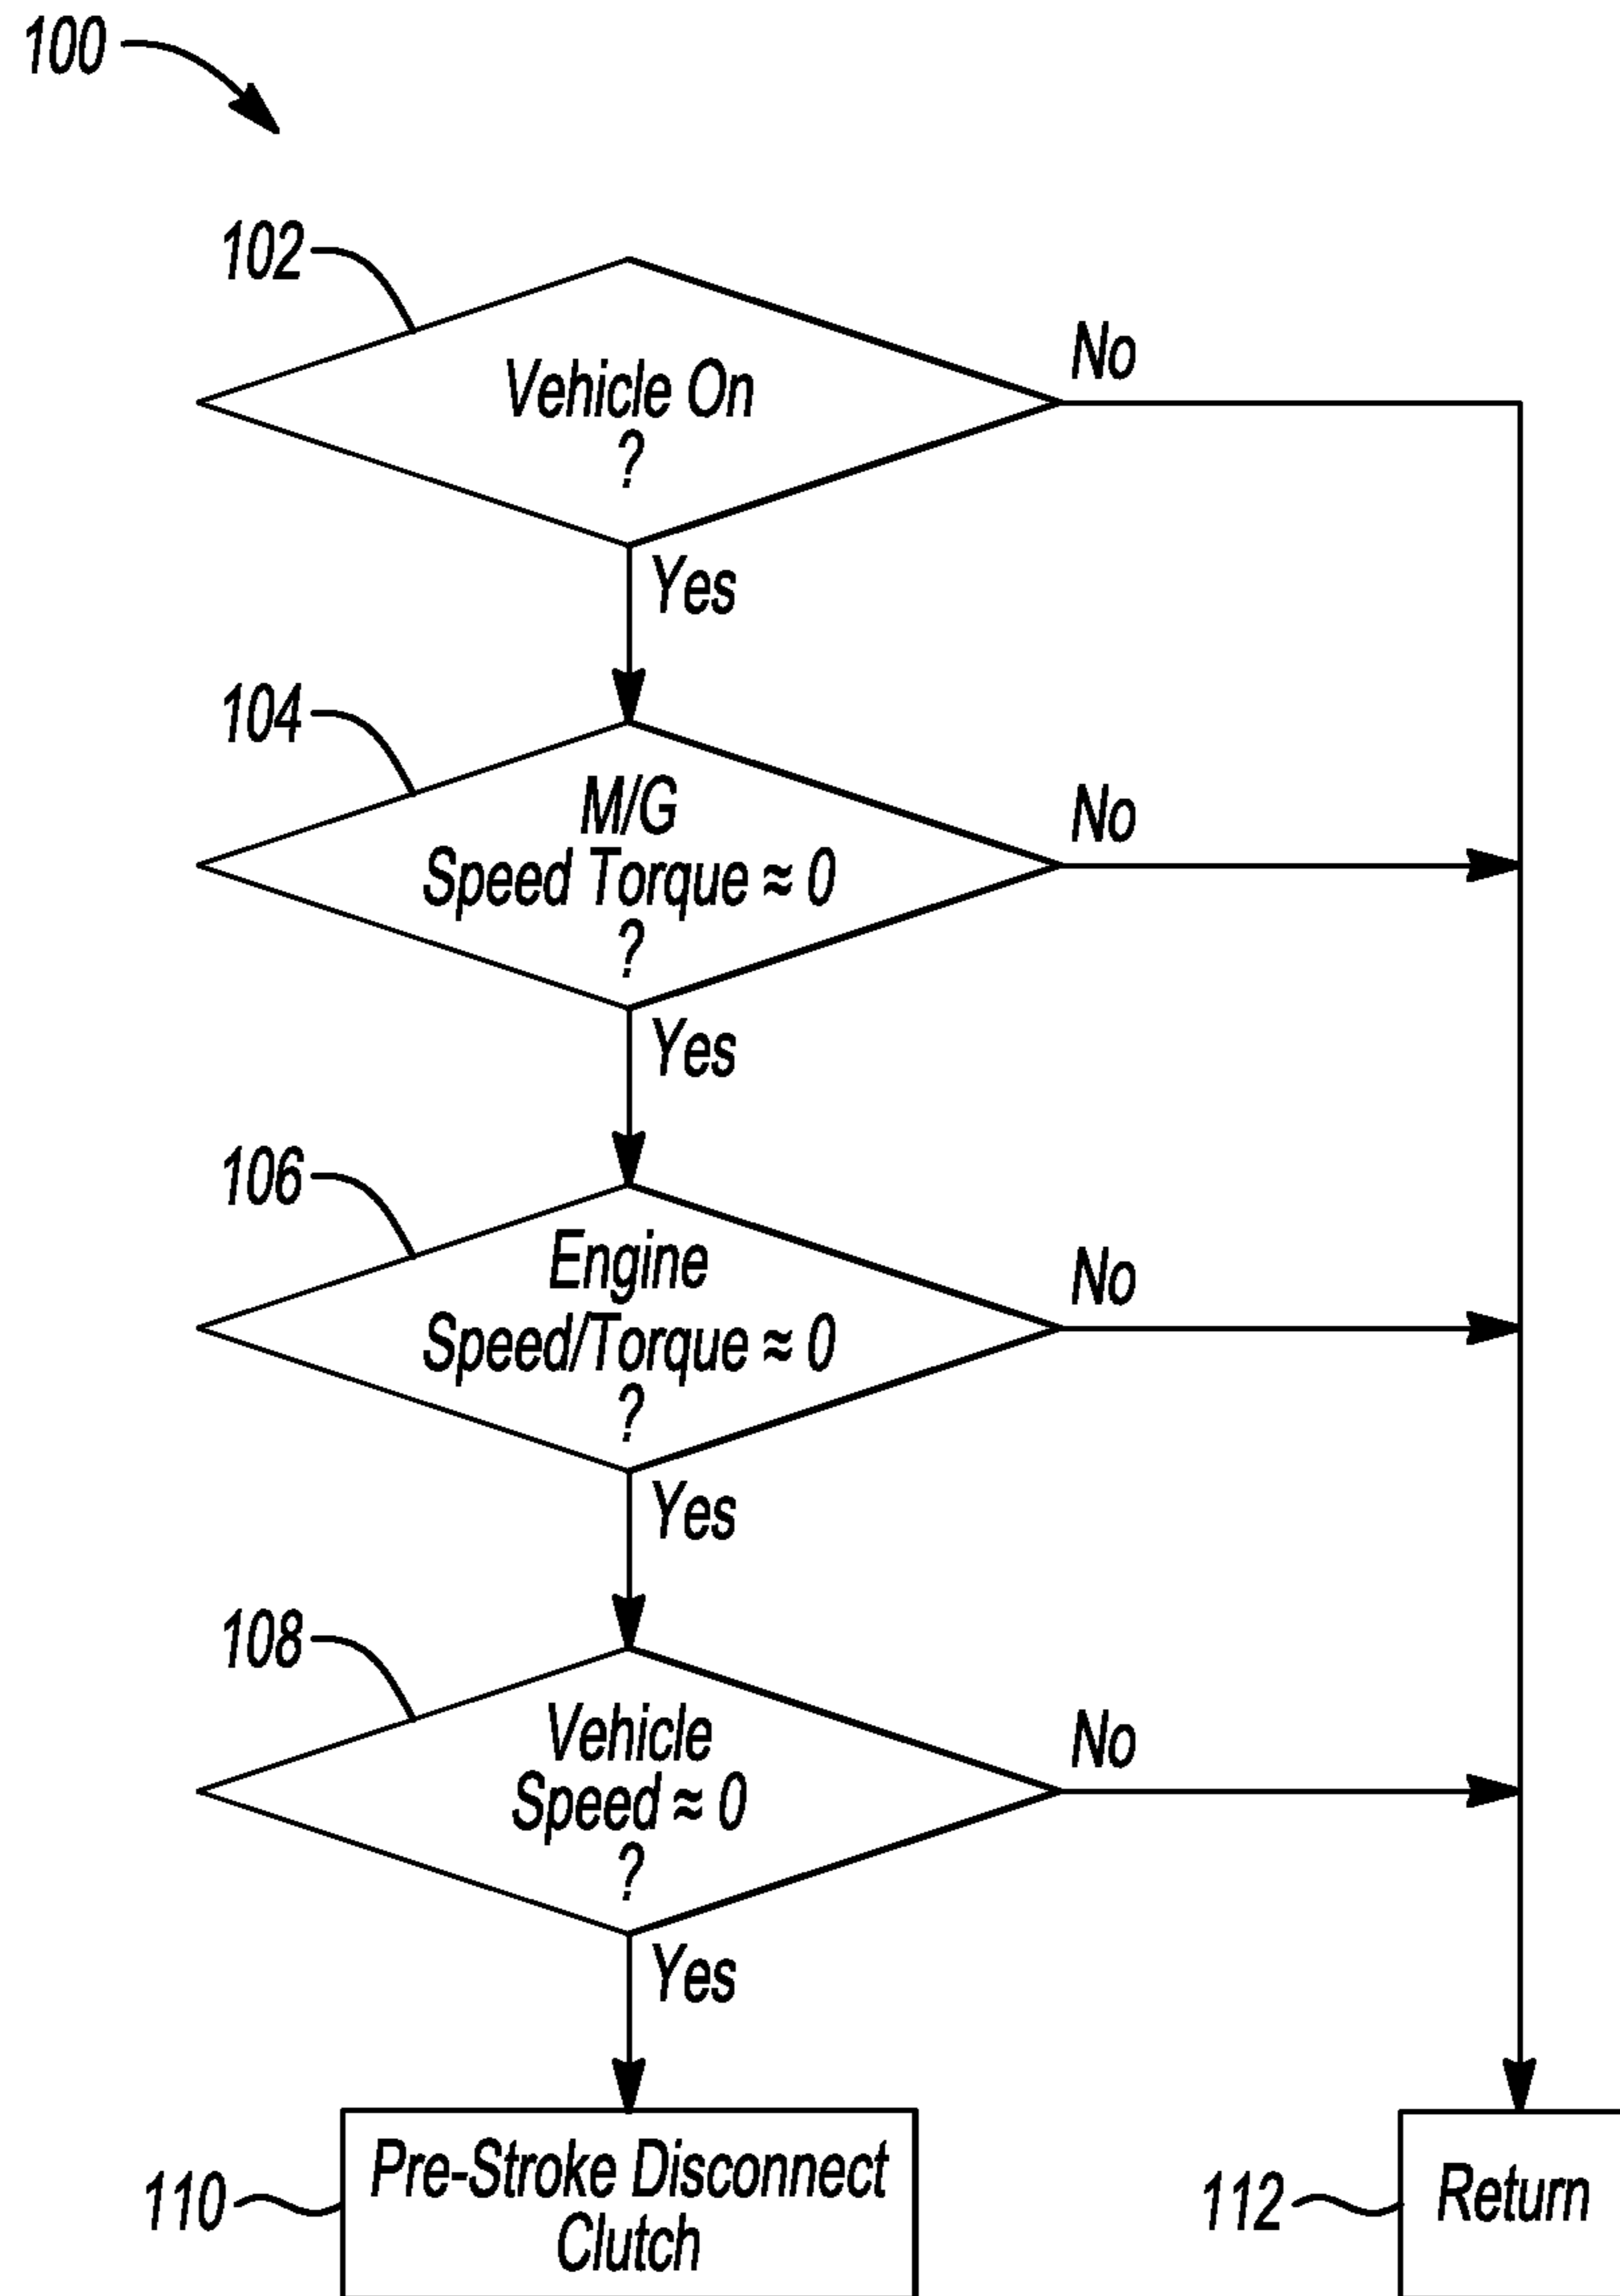 100
102
Vehicle On
?
No
Yes
104
M/G
Speed Torque ≈ 0
?
No
Yes
106
Engine
Speed/Torque ≈ 0
?
No
Yes
108
Vehicle
Speed ≈ 0
?
No
Yes
110
Pre-Stroke Disconnect
Clutch
112
Return